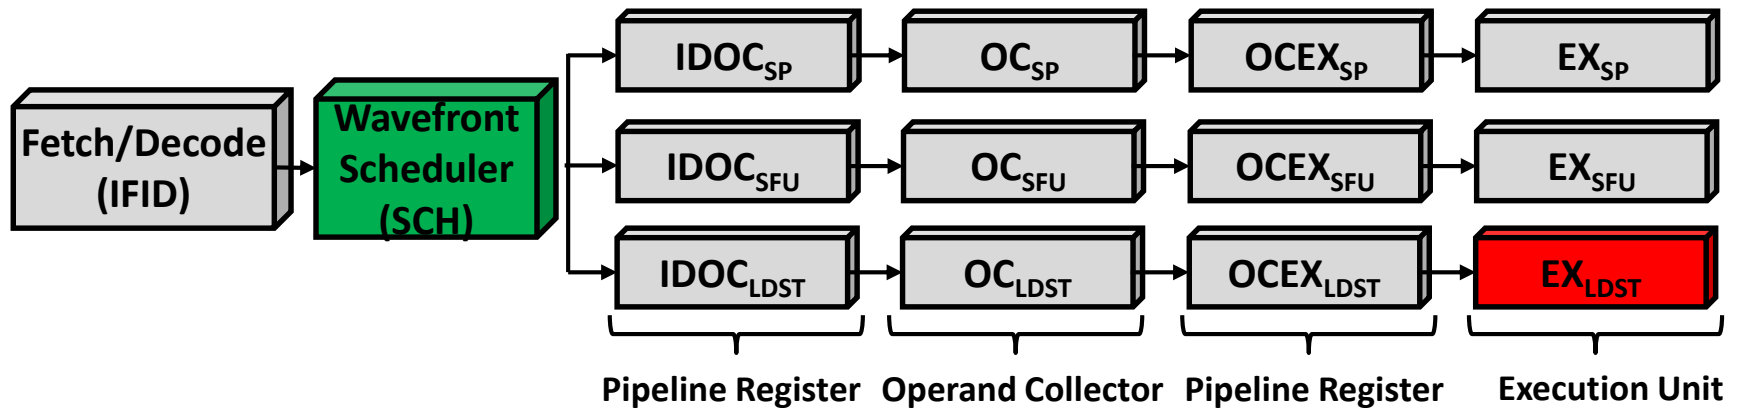 Fetch/Decode
(IFID)
Wavefront
Scheduler
(SCH)
IDOCSP
OCSP
OCEXSP
EXSP
IDOCSFU
OCSFU
OCEXSFU
EXSFU
IDOCLDST
OCLDST
OCEXLDST
EXLDST
Pipeline Register
Operand Collector
Pipeline Register
Execution Unit